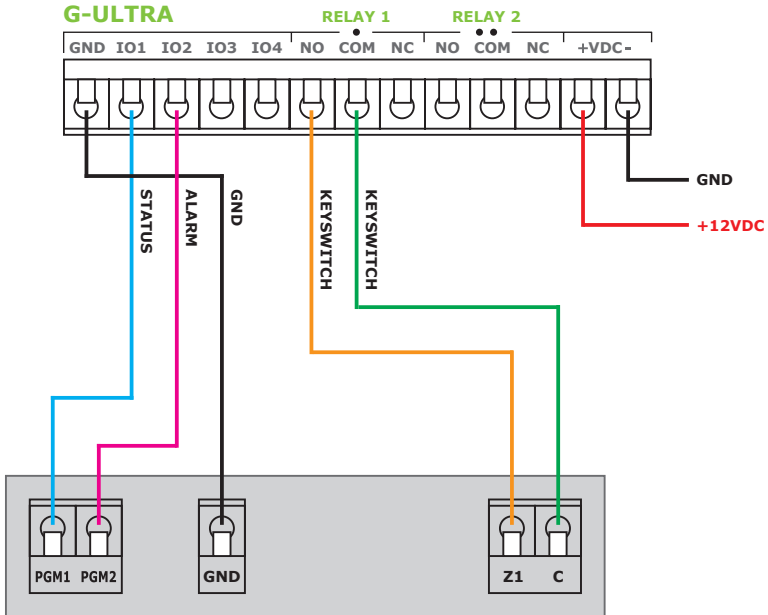 G-ULTRA
RELAY 1 RELAY 2
GND IO1 IO2 IO3 IO4 NO COM NC NO COM NC +VDC-
STATUS
ALARM
GND
KEYSWITCH
KEYSWITCH
GND
+12VDC
PGM1 PGM2 GND Z1 C